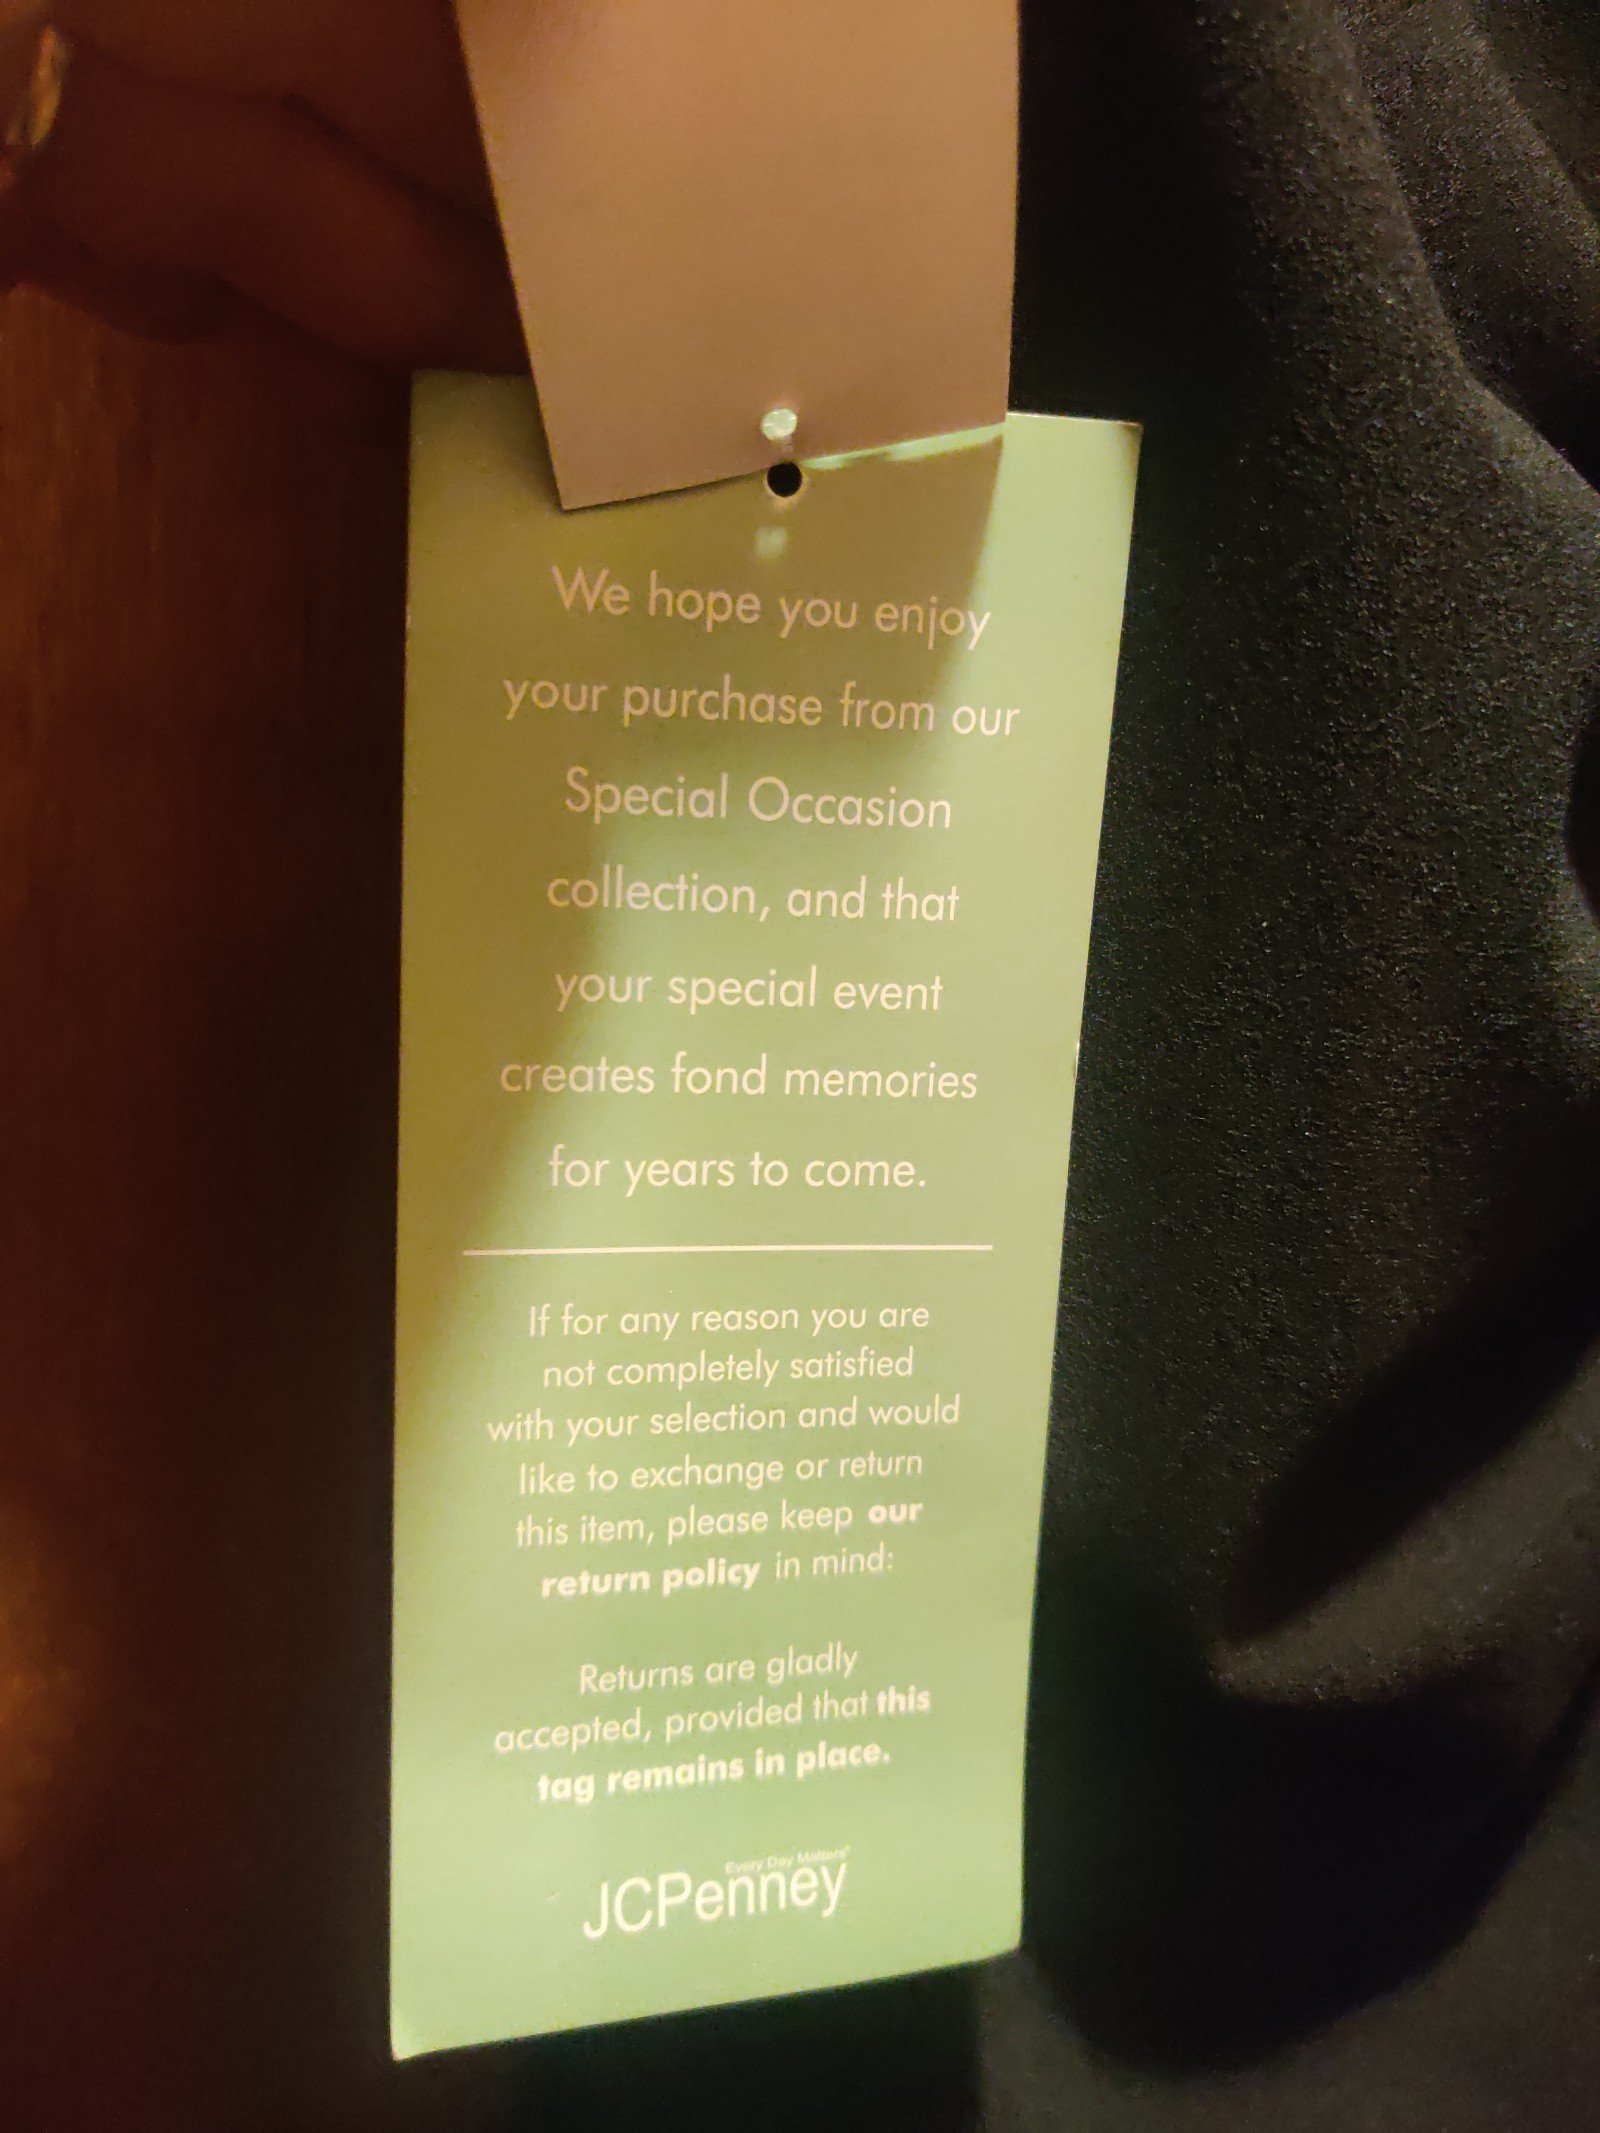 We hope you enjoy
your purchase from our
Special Occasion
collection, and that
your special event
creates fond memories
for years to come.
If for any reason you are
not completely satisfied
with your selection and would
like to exchange or return
this item, please keep our
return policy in mind:
Returns are gladly
accepted, provided that this
tag remains in place.
Every Day Matters®
JCPenney